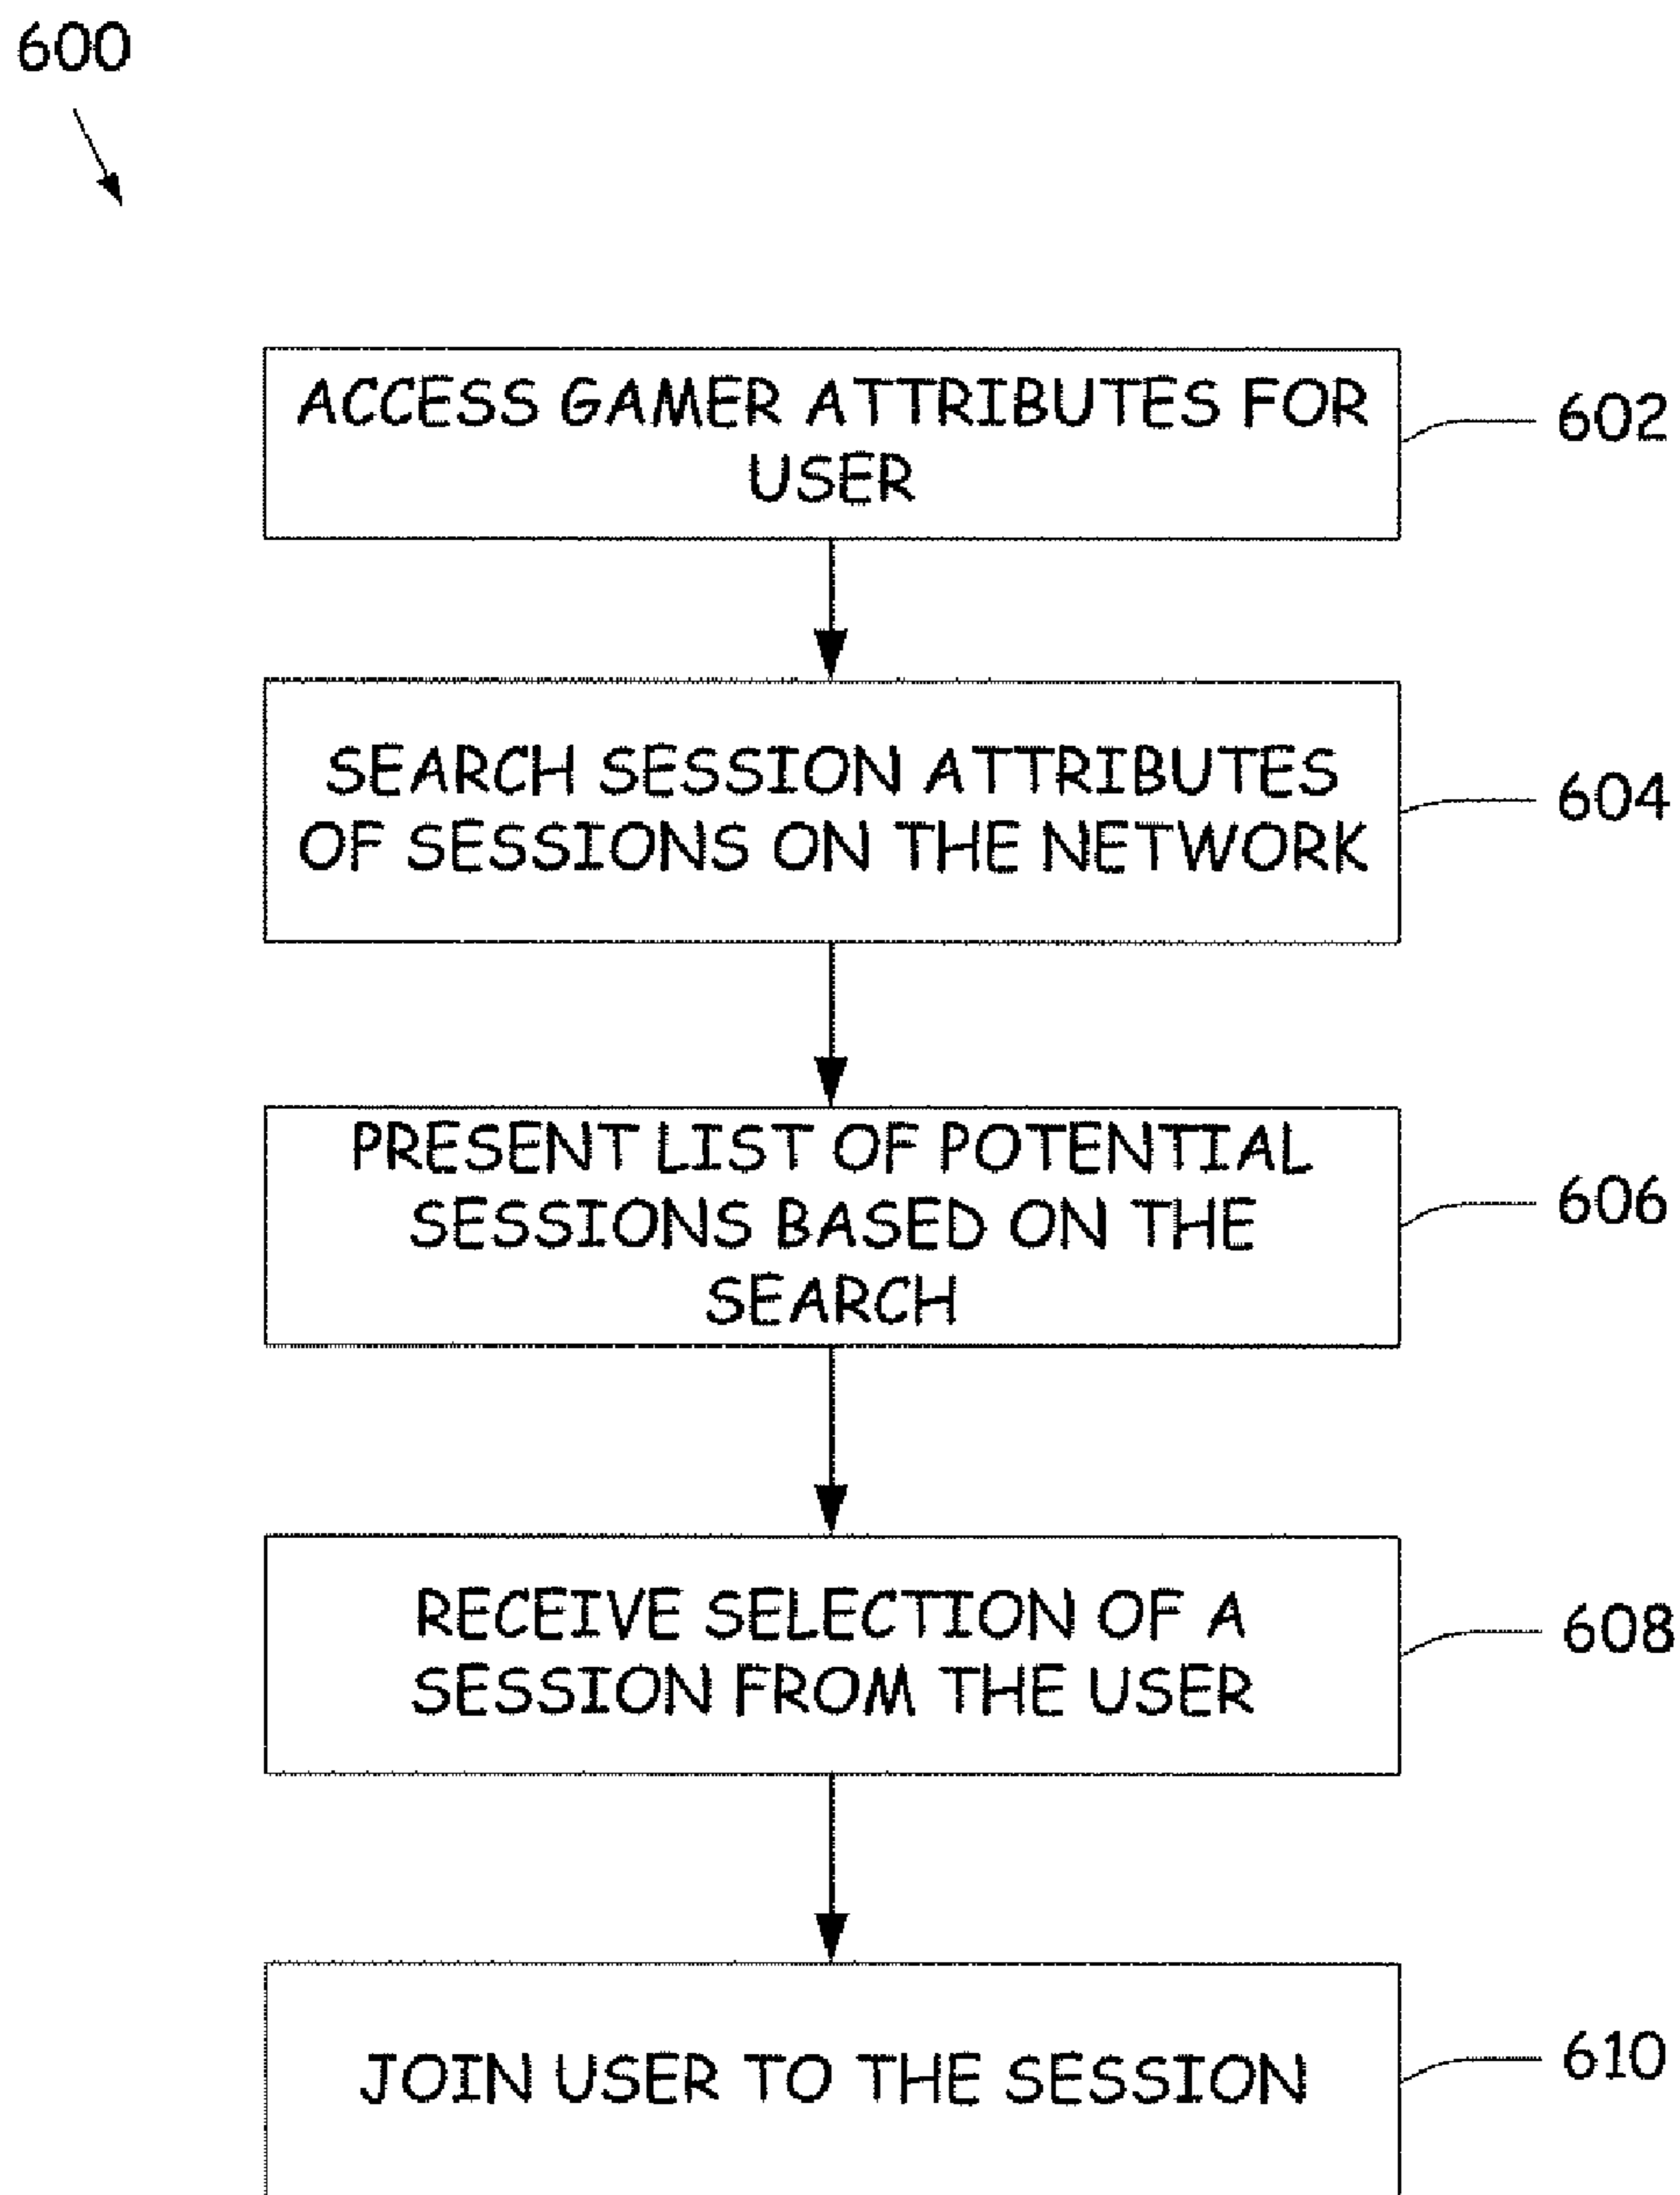 600
ACCESS GAMER ATTRIBUTES FOR
USER
602
SEARCH SESSION ATTRIBUTES
OF SESSIONS ON THE NETWORK
604
PRESENT LIST OF POTENTIAL
SESSIONS BASED ON THE
SEARCH
606
RECEIVE SELECTION OF A
SESSION FROM THE USER
608
JOIN USER TO THE SESSION
610